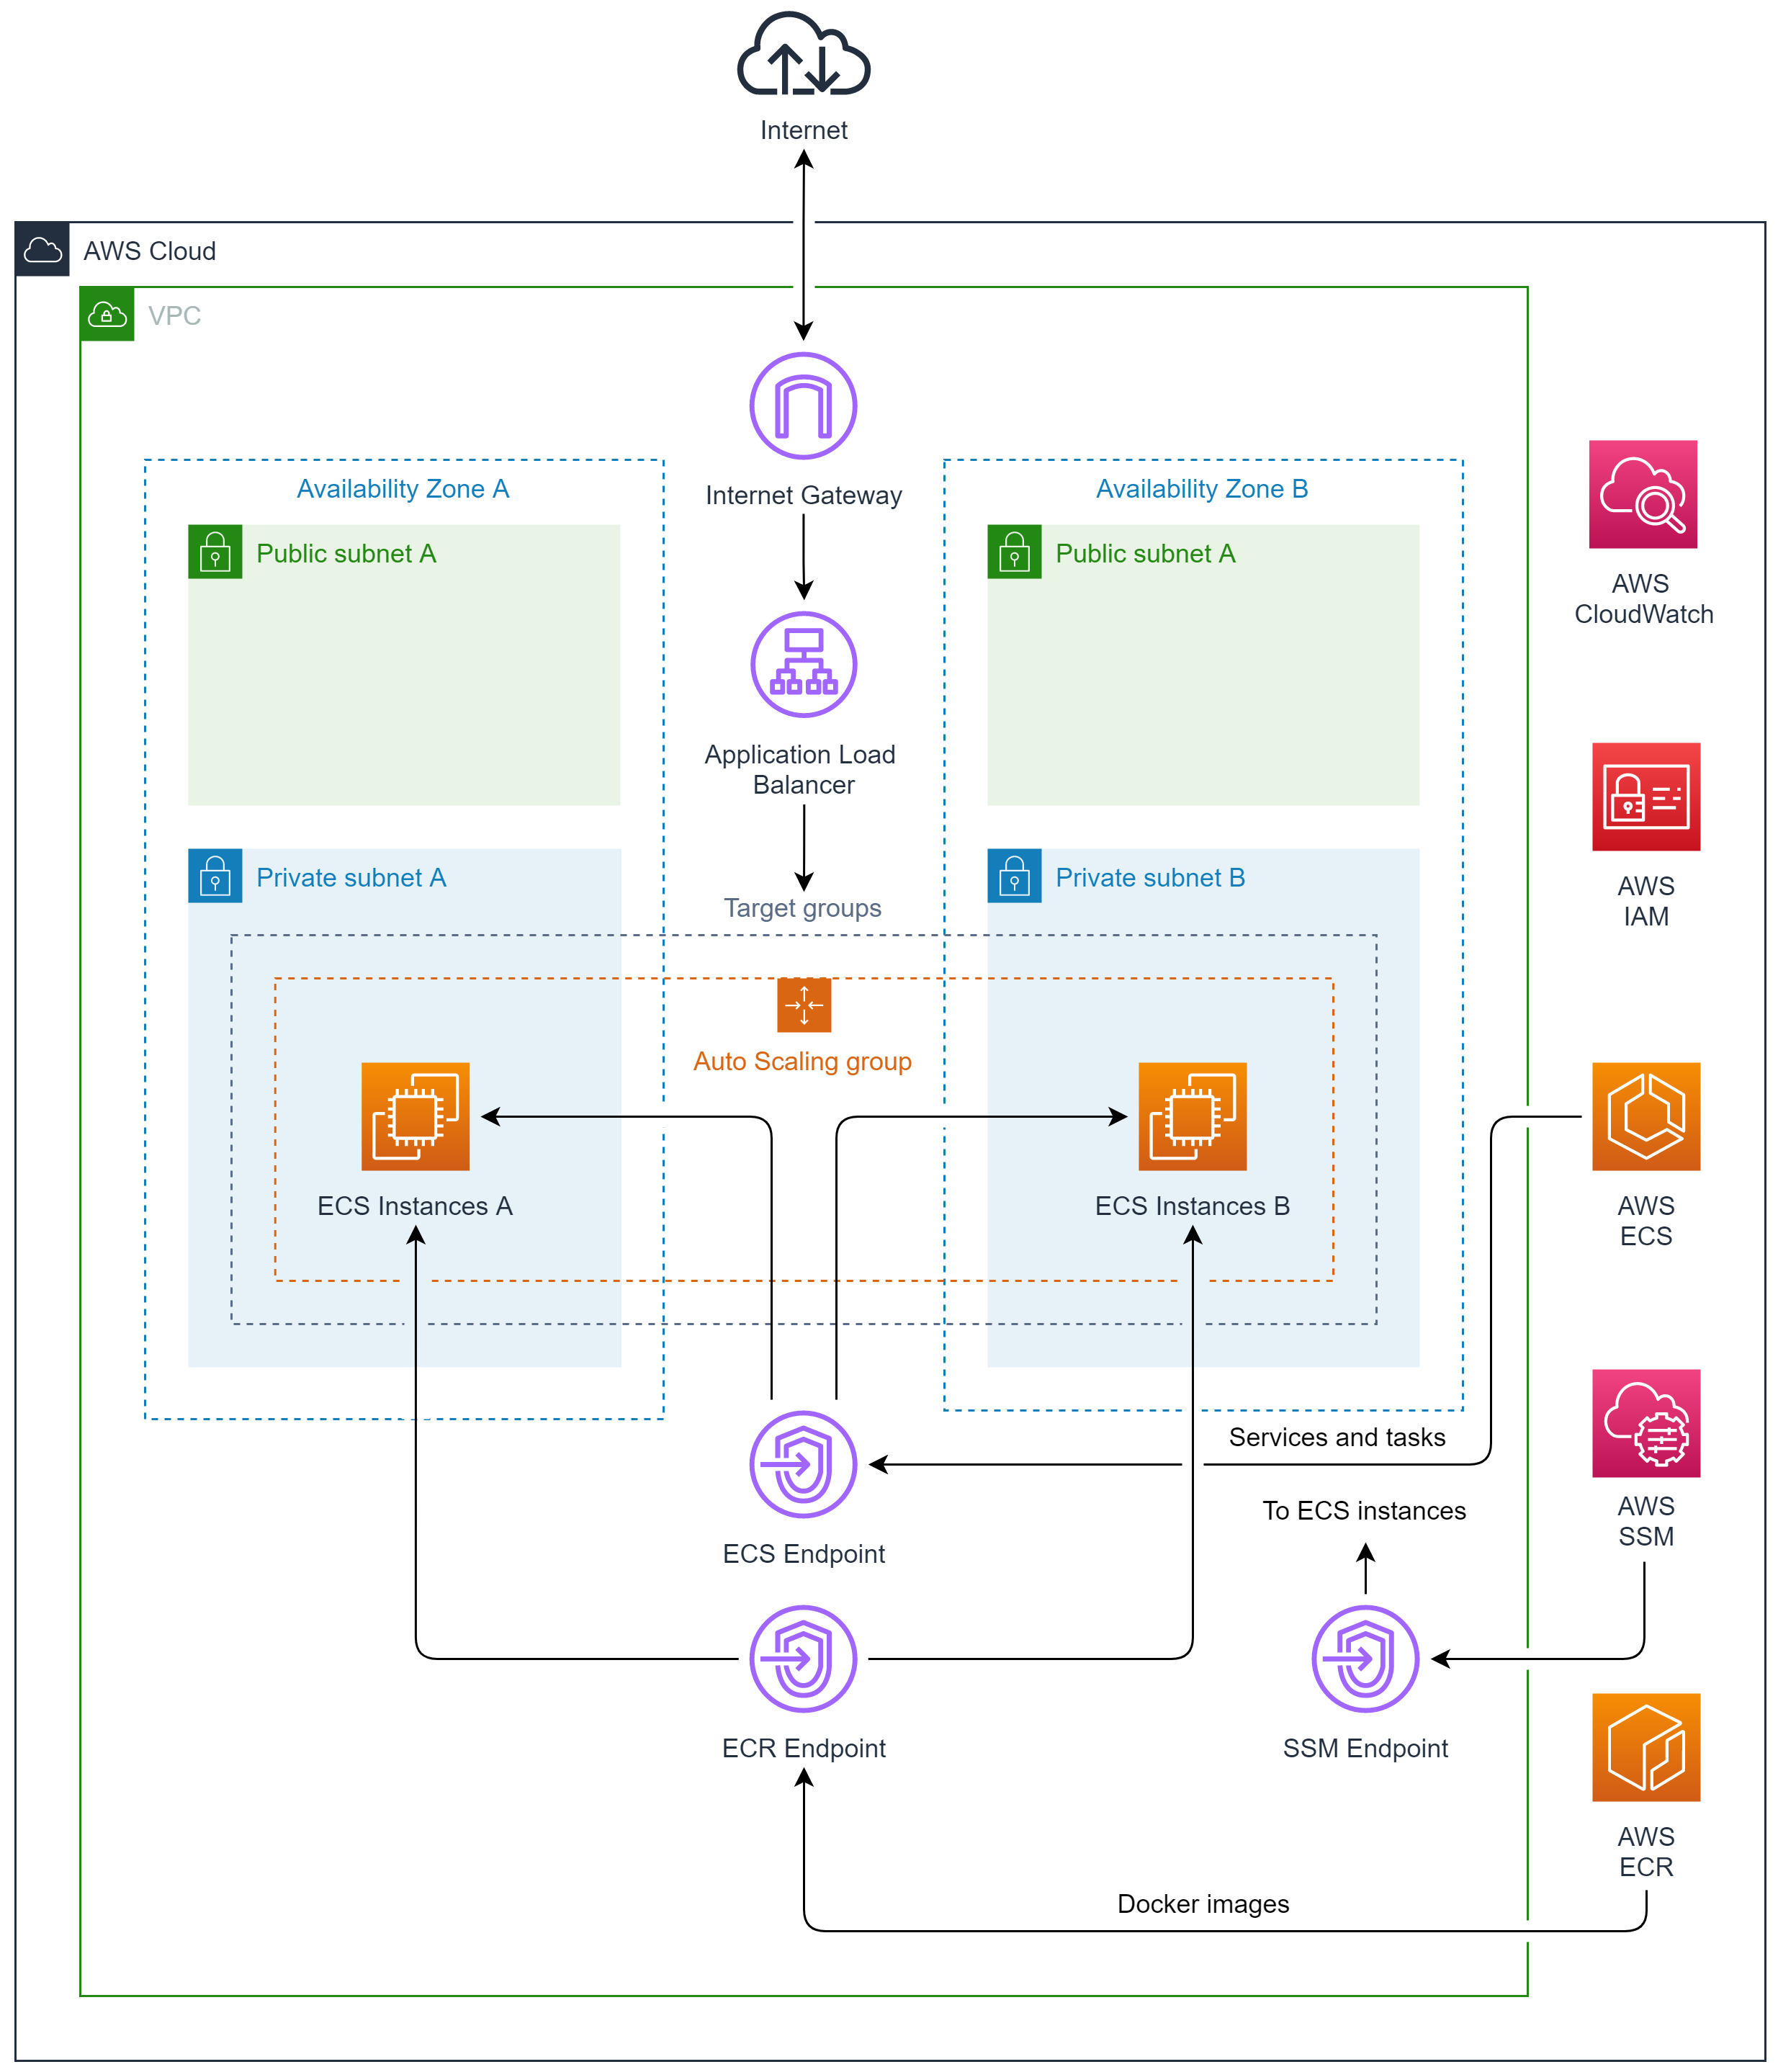 Internet
AWS Cloud
VPC
Internet Gateway
Availability Zone A
Availability Zone B
Public subnet A
Public subnet A
AWS
CloudWatch
Application Load
Balancer
Private subnet A
Private subnet B
AWS
IAM
Target groups
Auto Scaling group
ECS Instances A
ECS Instances B
AWS
ECS
Services and tasks
To ECS instances
AWS
SSM
ECS Endpoint
ECR Endpoint
SSM Endpoint
AWS
ECR
Docker images